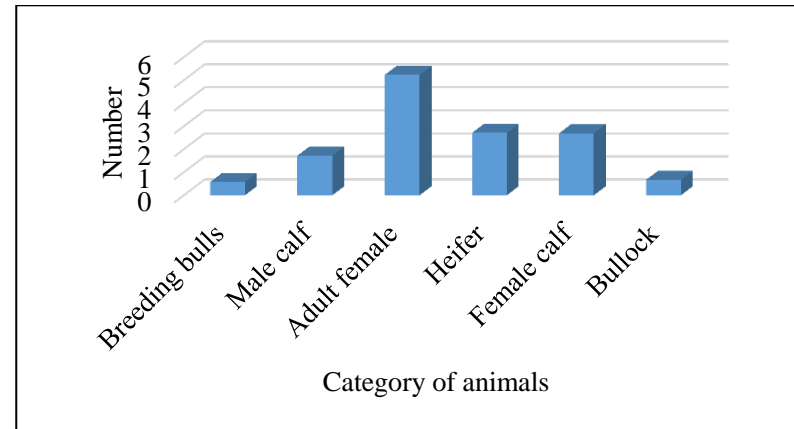 Number
6
5
4
3
2
1
0
Breeding bulls
Male calf
Adult female
Heifer
Female calf
Bullock
Category of animals